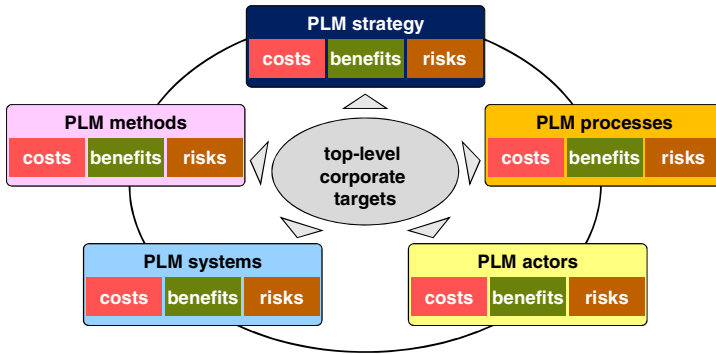 PLM strategy
costs benefits risks
PLM methods
costs benefits risks
PLM processes
costs benefits risks
top-level
corporate
targets
PLM systems
costs benefits risks
PLM actors
costs benefits risks